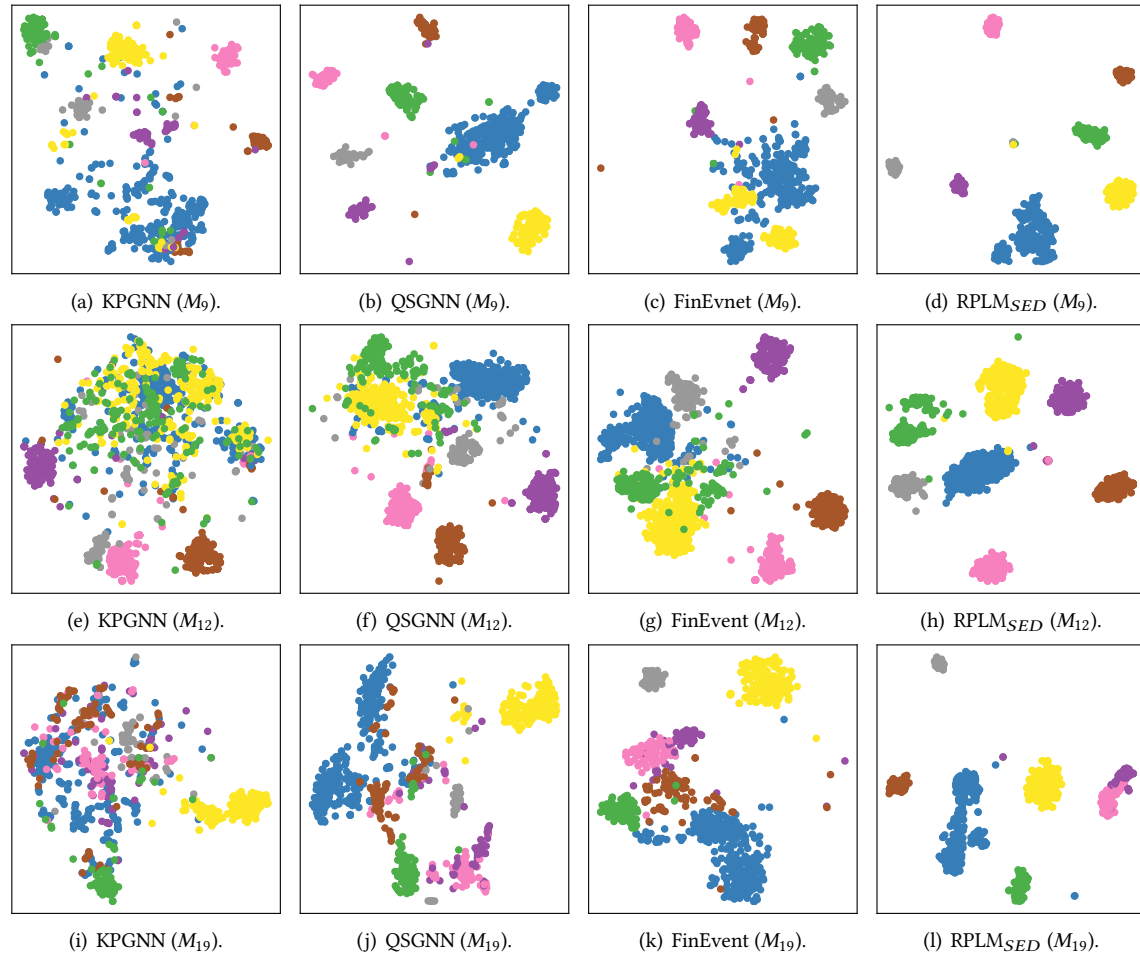 (a) KPGNN (M9). (b) QSGNN (M9). (c) FinEvnet (M9). (d) RPLMSED (M9).
(e) KPGNN (M12). (f) QSGNN (M12). (g) FinEvent (M12). (h) RPLMSED (M12).
(i) KPGNN (M19). (j) QSGNN (M19). (k) FinEvent (M19). (l) RPLMSED (M19).